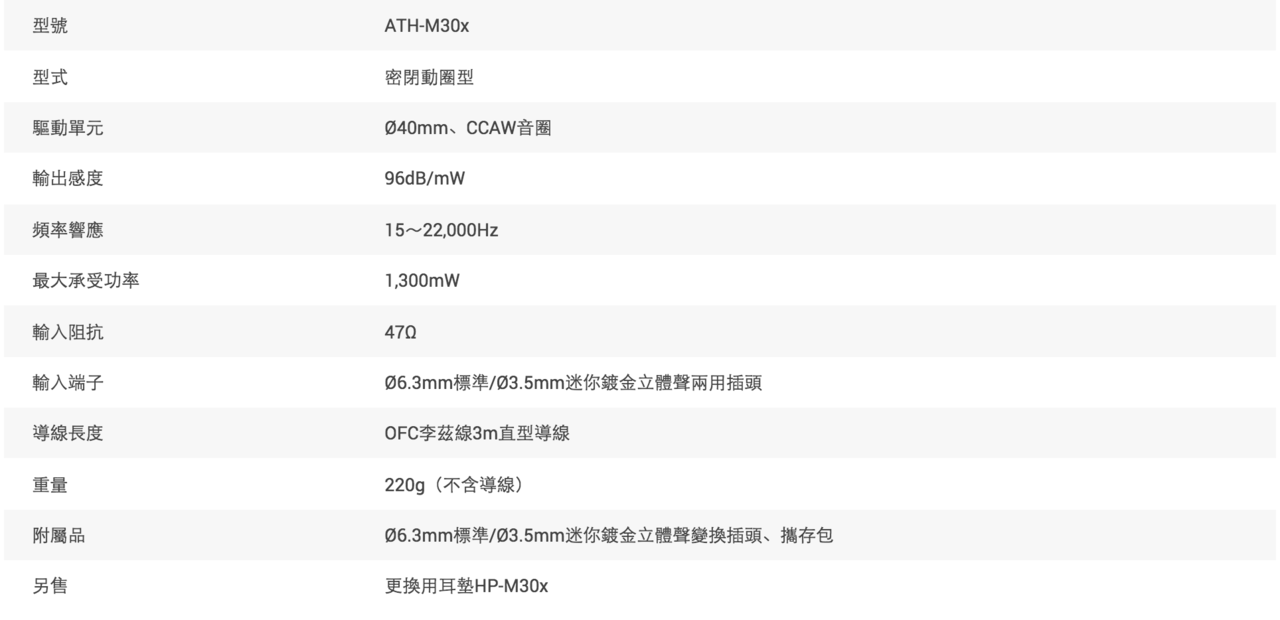 型號 ATH-M30x
型式 密閉動圈型
驅動單元 Ø40mm、CCAW音圈
輸出感度 96dB/mW
頻率響應 15～22,000Hz
最大承受功率 1,300mW
輸入阻抗 47Ω
輸入端子 Ø6.3mm標準/Ø3.5mm迷你鍍金立體聲兩用插頭
導線長度 OFC李茲線3m直型導線
重量 220g（不含導線）
附屬品 Ø6.3mm標準/Ø3.5mm迷你鍍金立體聲變換插頭、攜存包
另售 更換用耳墊HP-M30x